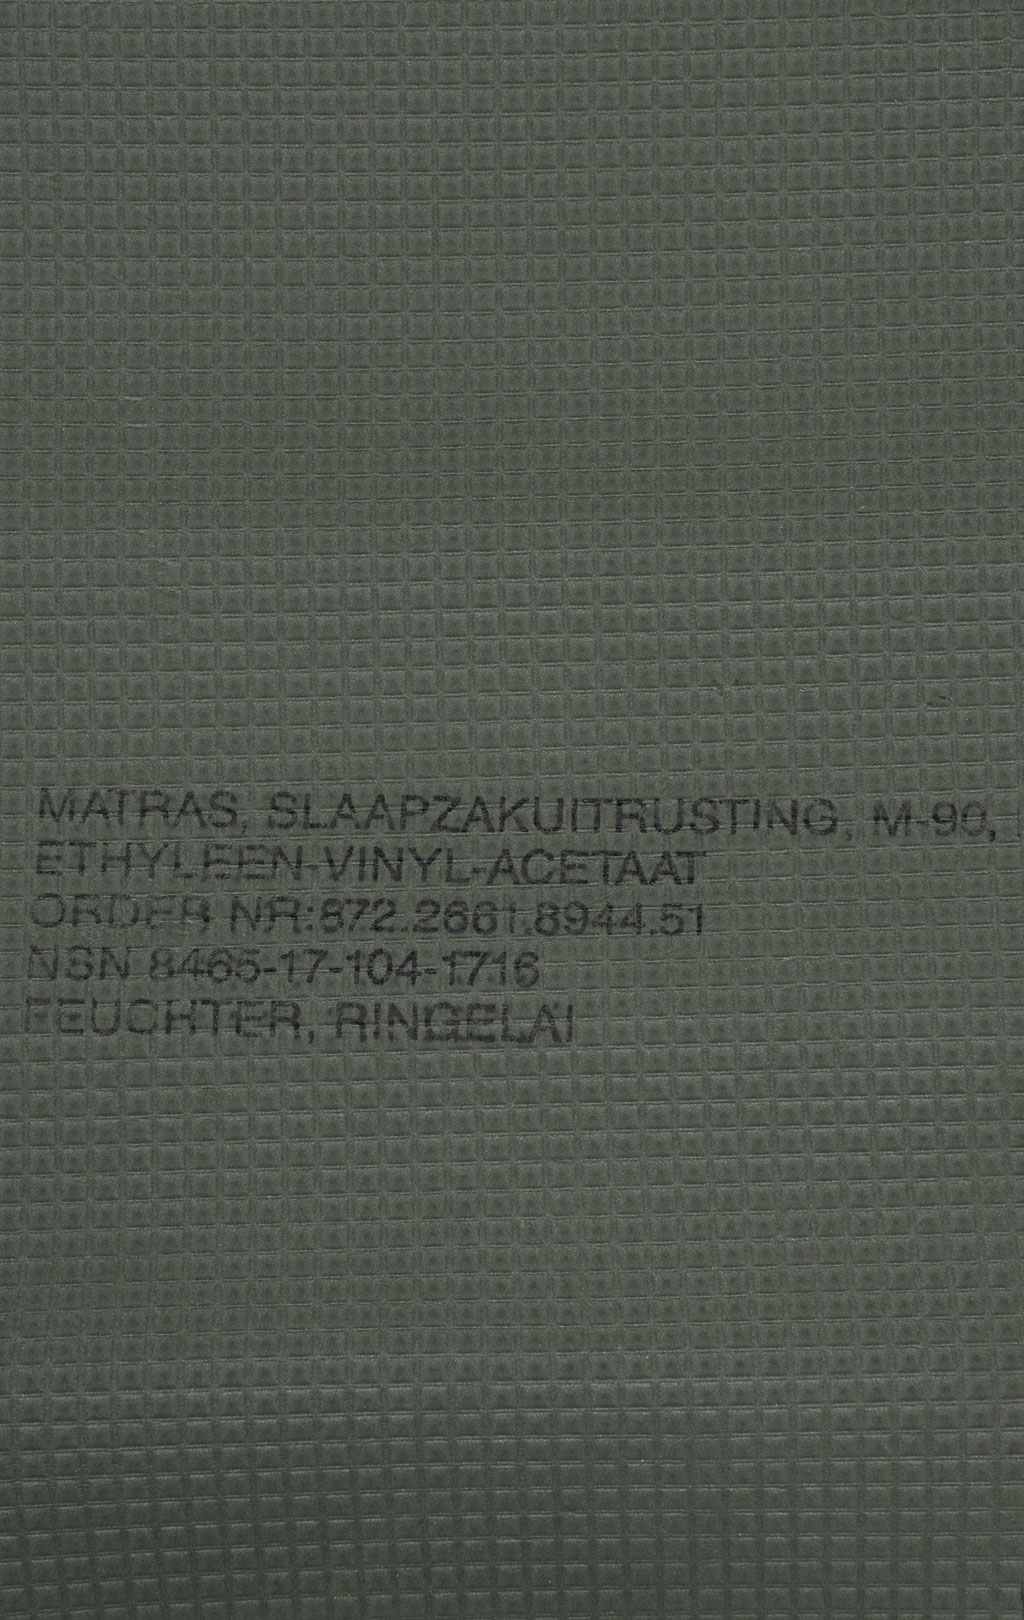 MATRAS, SLAAPZAKUITRUSTING, M-90,
ETHYLEEN-VINYL-ACETAAT
ORDER NR:872.2661.8944.51
NSN 8465-17-104-1716
FEUCHTER, RINGELAI